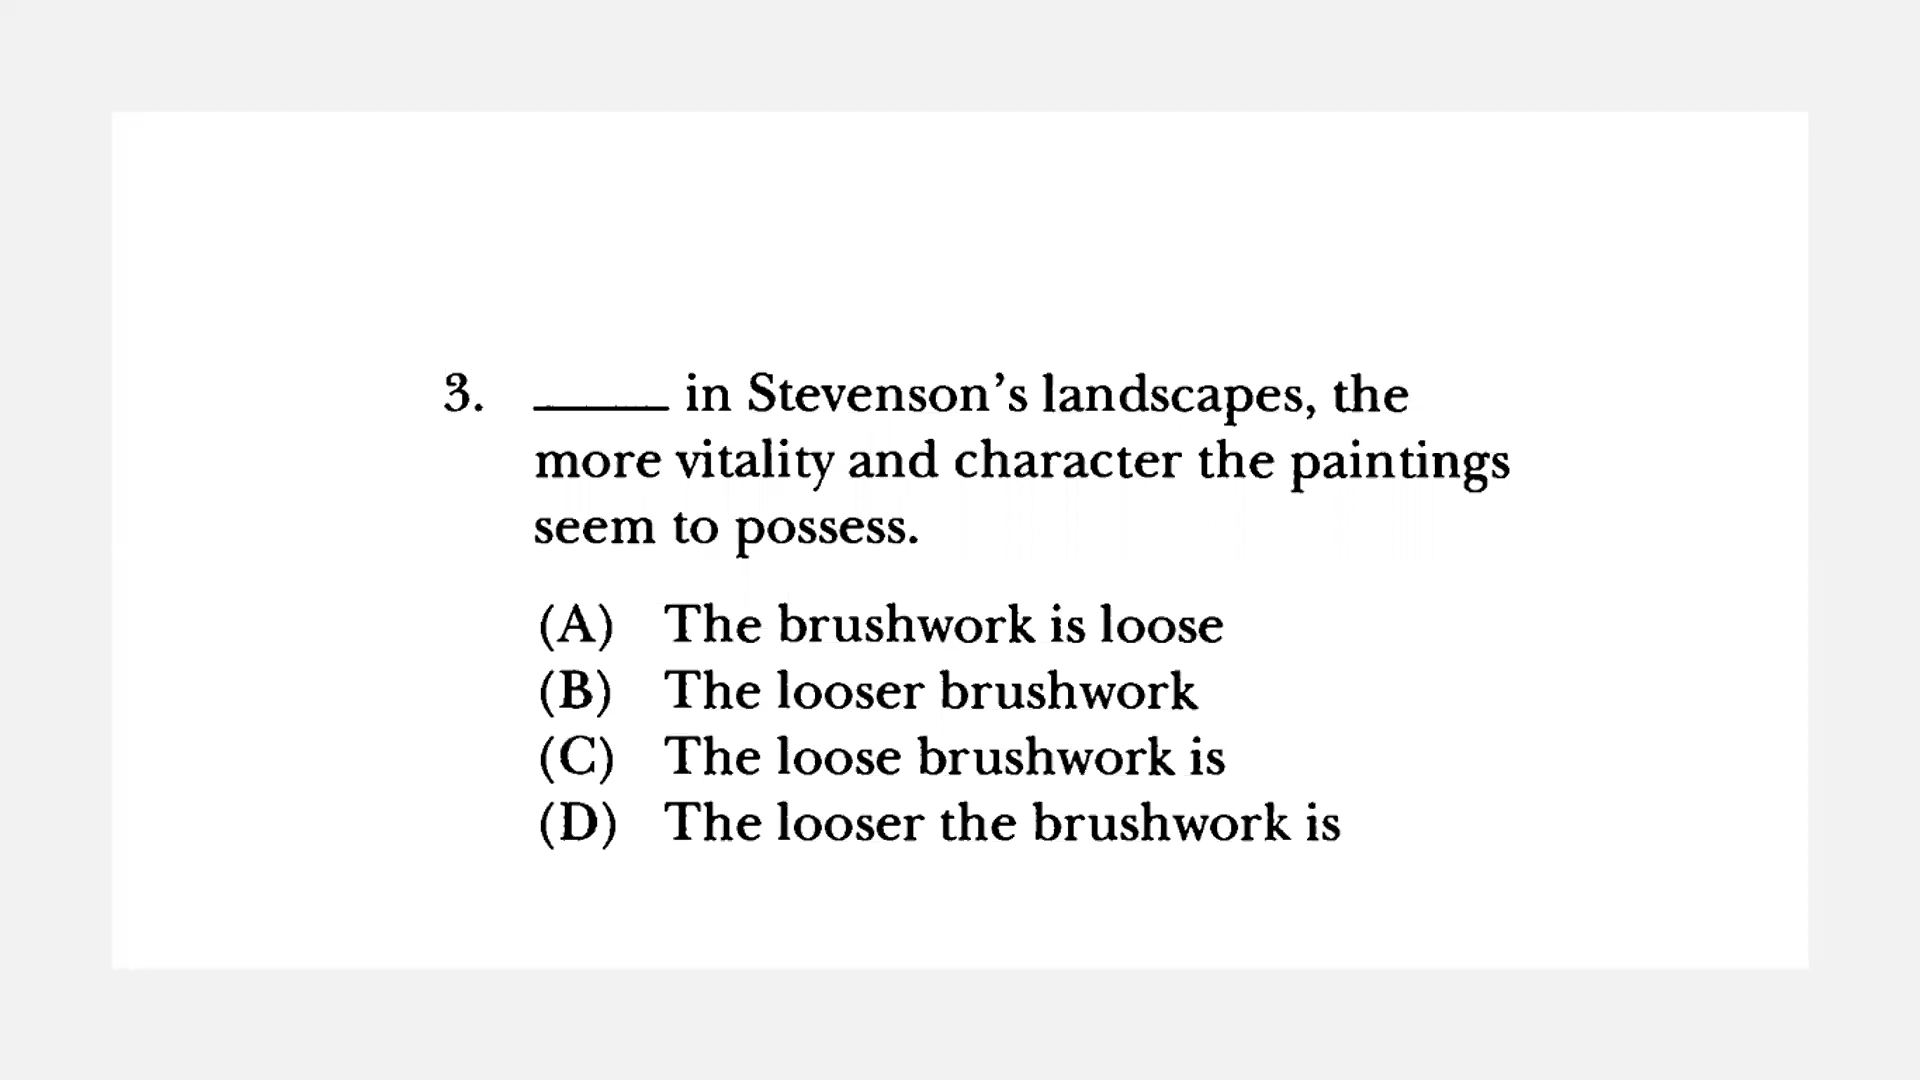 3. _____ in Stevenson's landscapes, the
more vitality and character the paintings
seem to possess.
(A) The brushwork is loose
(B) The looser brushwork
(C) The loose brushwork is
(D) The looser the brushwork is